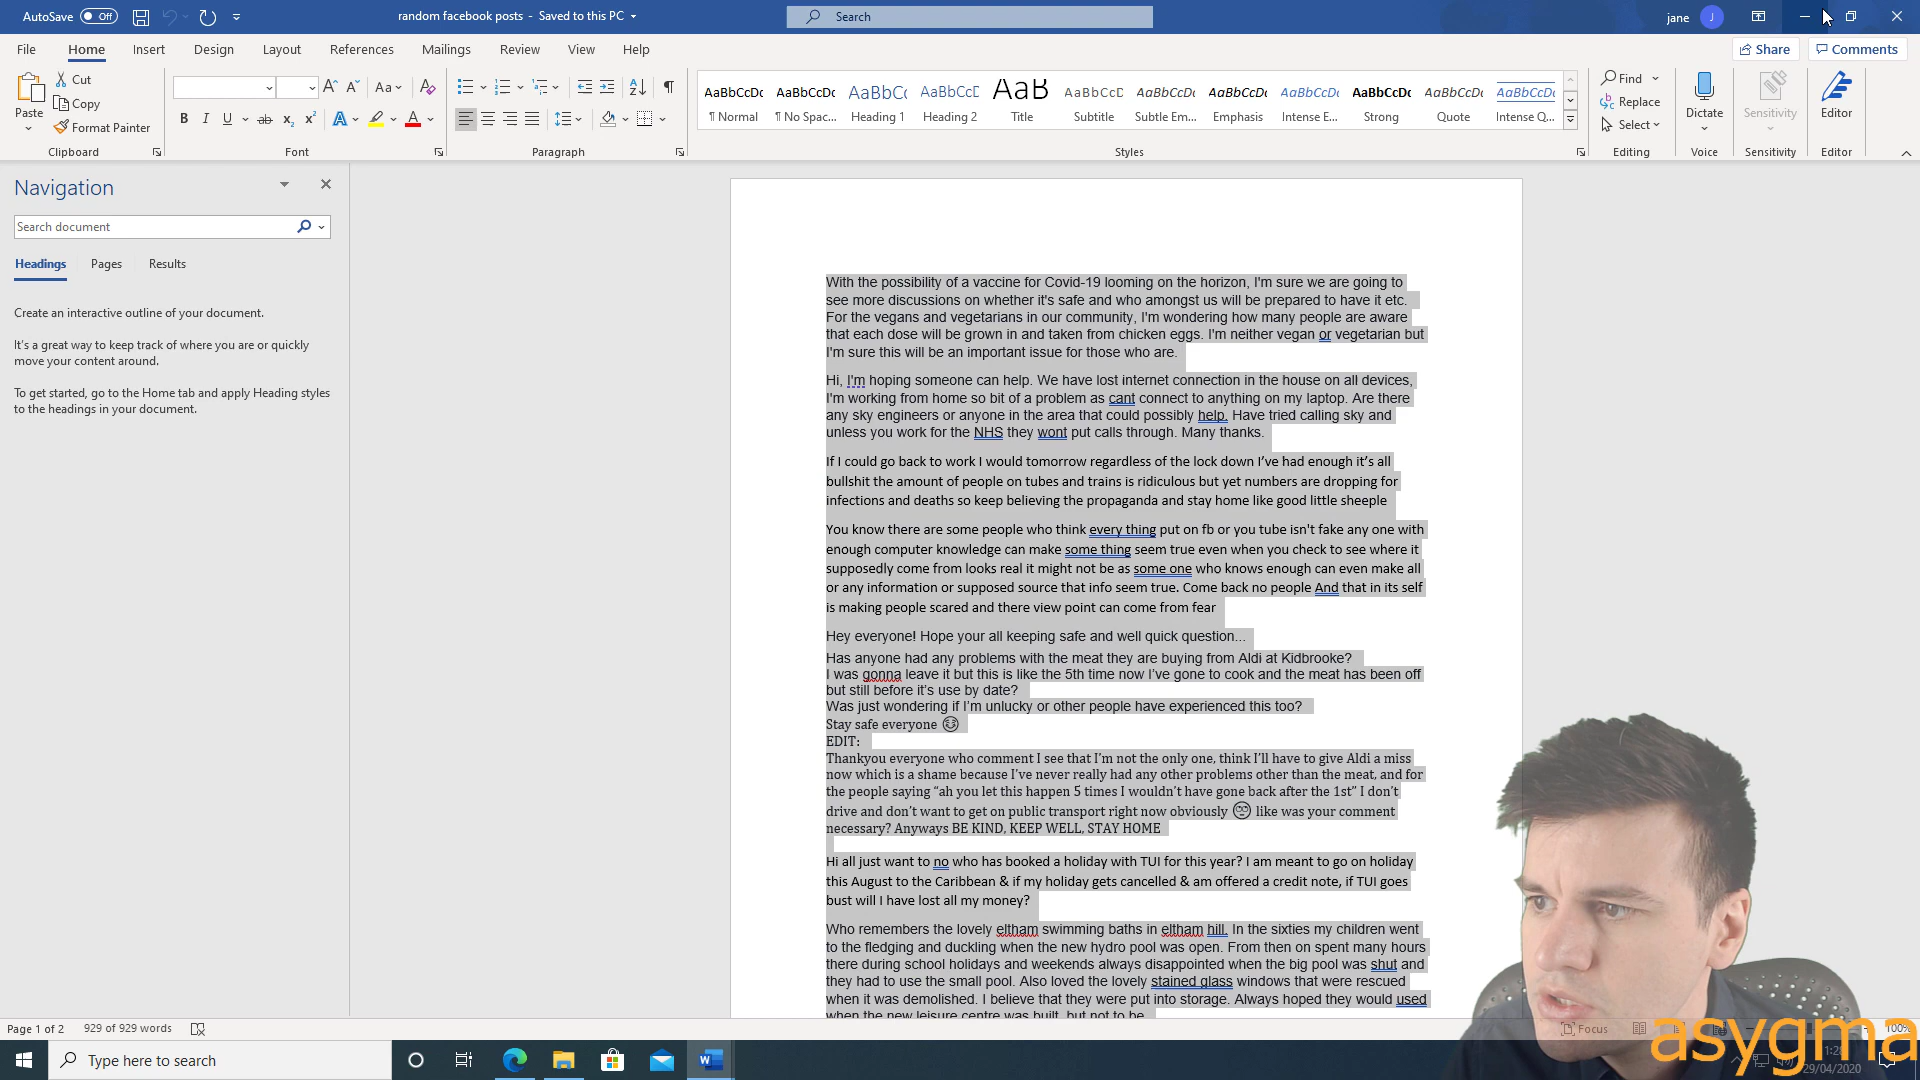 AutoSave Off random facebook posts - Saved to this PC Search jane J
File Home Insert Design Layout References Mailings Review View Help Share Comments
Paste Cut Copy Format Painter
Aa
B I U ab x₂ x² A A
AaBbCcDc AaBbCcDc AaBbC( AaBbCcD AaB AaBbCcD AaBbCcDt AaBbCcDt AaBbCcDt AaBbCcDc AaBbCcDt AaBbCcDt
¶ Normal ¶ No Spac... Heading 1 Heading 2 Title Subtitle Subtle Em... Emphasis Intense E... Strong Quote Intense Q...
Find
Replace
Select
Dictate Sensitivity Editor
Clipboard Font Paragraph Styles Editing Voice Sensitivity Editor
Navigation
Search document
Headings Pages Results
Create an interactive outline of your document.
It's a great way to keep track of where you are or quickly
move your content around.
To get started, go to the Home tab and apply Heading styles
to the headings in your document.
With the possibility of a vaccine for Covid-19 looming on the horizon, I'm sure we are going to
see more discussions on whether it's safe and who amongst us will be prepared to have it etc.
For the vegans and vegetarians in our community, I'm wondering how many people are aware
that each dose will be grown in and taken from chicken eggs. I'm neither vegan or vegetarian but
I'm sure this will be an important issue for those who are.
Hi, I'm hoping someone can help. We have lost internet connection in the house on all devices,
I'm working from home so bit of a problem as cant connect to anything on my laptop. Are there
any sky engineers or anyone in the area that could possibly help. Have tried calling sky and
unless you work for the NHS they wont put calls through. Many thanks.
If I could go back to work I would tomorrow regardless of the lock down I've had enough it's all
bullshit the amount of people on tubes and trains is ridiculous but yet numbers are dropping for
infections and deaths so keep believing the propaganda and stay home like good little sheeple
You know there are some people who think every thing put on fb or you tube isn't fake any one with
enough computer knowledge can make some thing seem true even when you check to see where it
supposedly come from looks real it might not be as some one who knows enough can even make all
or any information or supposed source that info seem true. Come back no people And that in its self
is making people scared and there view point can come from fear
Hey everyone! Hope your all keeping safe and well quick question...
Has anyone had any problems with the meat they are buying from Aldi at Kidbrooke?
I was gonna leave it but this is like the 5th time now I've gone to cook and the meat has been off
but still before it's use by date?
Was just wondering if I'm unlucky or other people have experienced this too?
Stay safe everyone
EDIT:
Thankyou everyone who comment I see that I'm not the only one, think I'll have to give Aldi a miss
now which is a shame because I've never really had any other problems other than the meat, and for
the people saying “ah you let this happen 5 times I wouldn't have gone back after the 1st” I don't
drive and don't want to get on public transport right now obviously like was your comment
necessary? Anyways BE KIND, KEEP WELL, STAY HOME
Hi all just want to no who has booked a holiday with TUI for this year? I am meant to go on holiday
this August to the Caribbean & if my holiday gets cancelled & am offered a credit note, if TUI goes
bust will I have lost all my money?
Who remembers the lovely eltham swimming baths in eltham hill. In the sixties my children went
to the fledging and duckling when the new hydro pool was open. From then on spent many hours
there during school holidays and weekends always disappointed when the big pool was shut and
they had to use the small pool. Also loved the lovely stained glass windows that were rescued
when it was demolished. I believe that they were put into storage. Always hoped they would used
when the new leisure centre was built, but not to be.
Page 1 of 2 929 of 929 words Focus 100%
asygma
Type here to search
29/04/2020